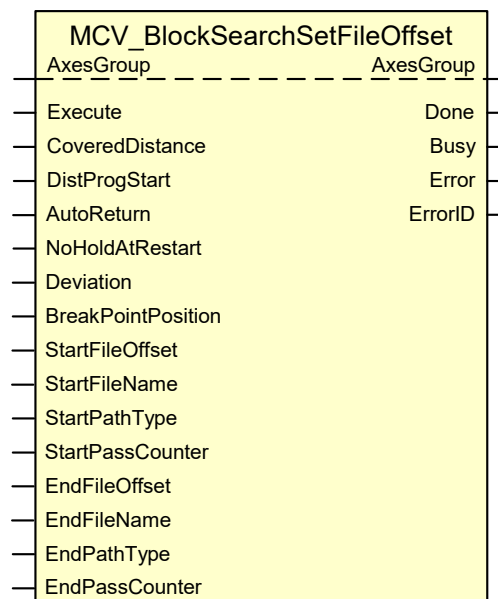 MCV_BlockSearchSetFileOffset
AxesGroup AxesGroup
Execute Done
CoveredDistance Busy
DistProgStart Error
AutoReturn ErrorID
NoHoldAtRestart
Deviation
BreakPointPosition
StartFileOffset
StartFileName
StartPathType
StartPassCounter
EndFileOffset
EndFileName
EndPathType
EndPassCounter